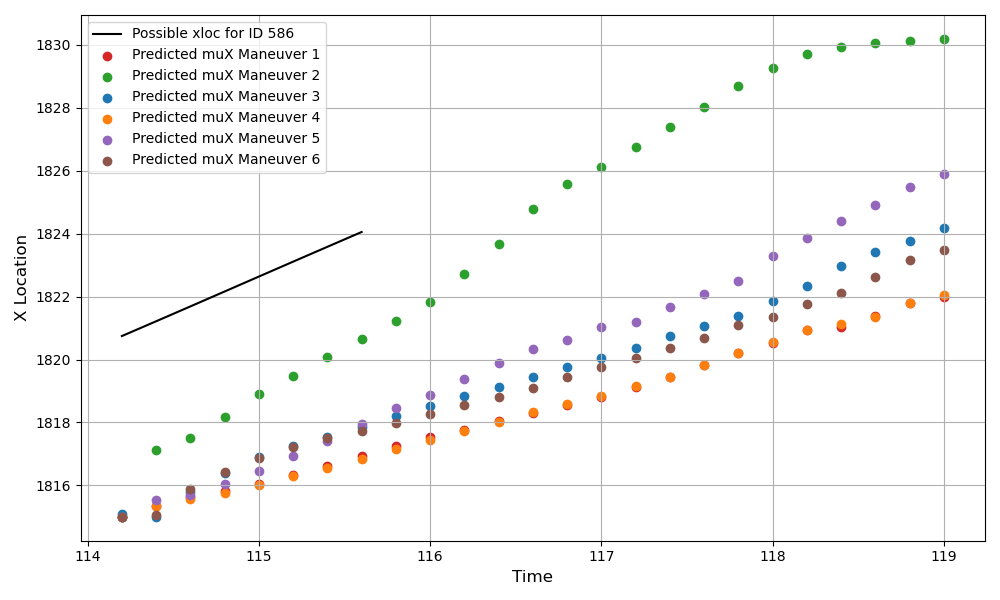 Possible xloc for ID 586
Predicted muX Maneuver 1
Predicted muX Maneuver 2
Predicted muX Maneuver 3
Predicted muX Maneuver 4
Predicted muX Maneuver 5
Predicted muX Maneuver 6
1830
1828
1826
1824
1822
1820
1818
1816
X Location
114 115 116 117 118 119
Time